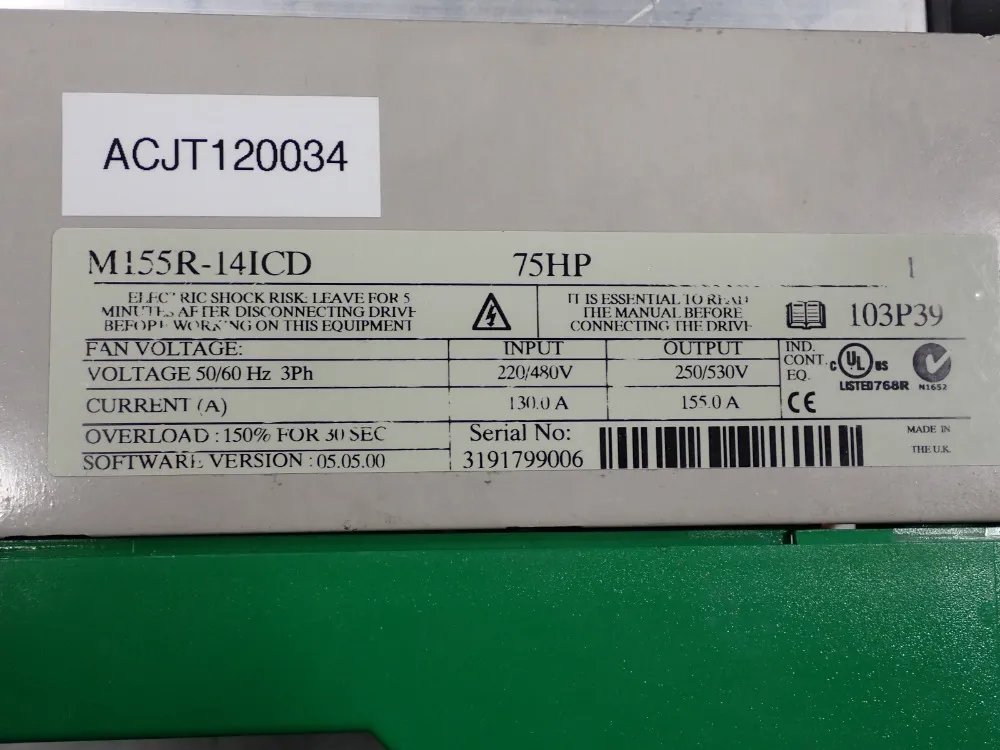 ACJT120034
M155R-14ICD 75HP 1
ELECTRIC SHOCK RISK: LEAVE FOR 5
MINUTES AFTER DISCONNECTING DRIVE
BEFORE WORKING ON THIS EQUIPMENT
IT IS ESSENTIAL TO READ
THE MANUAL BEFORE
CONNECTING THE DRIVE
103P39
FAN VOLTAGE: INPUT OUTPUT
VOLTAGE 50/60 Hz 3Ph 220/480V 250/530V
CURRENT (A) 130.0 A 155.0 A
IND.
CONT.
EQ.
c UL us
LISTED 768R
N1652
CE
OVERLOAD : 150% FOR 30 SEC
SOFTWARE VERSION : 05.05.00
Serial No:
3191799006
MADE IN
THE U.K.